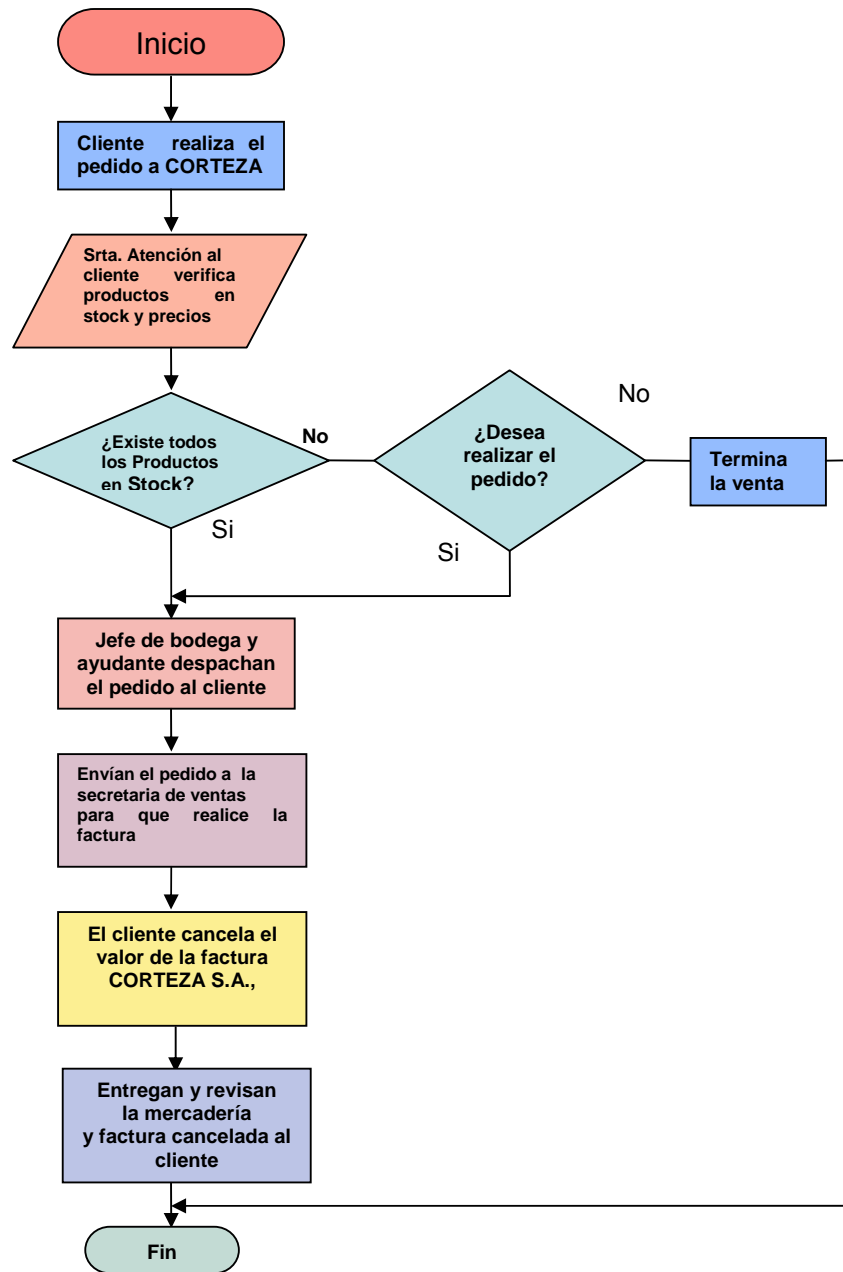 Inicio
Cliente realiza el
pedido a CORTEZA
Srta. Atención al
cliente verifica
productos en
stock y precios
¿Existe todos
los Productos
en Stock?
No
¿Desea
realizar el
pedido?
No
Termina
la venta
Si
Si
Jefe de bodega y
ayudante despachan
el pedido al cliente
Envían el pedido a la
secretaria de ventas
para que realice la
factura
El cliente cancela el
valor de la factura
CORTEZA S.A.,
Entregan y revisan
la mercadería
y factura cancelada al
cliente
Fin